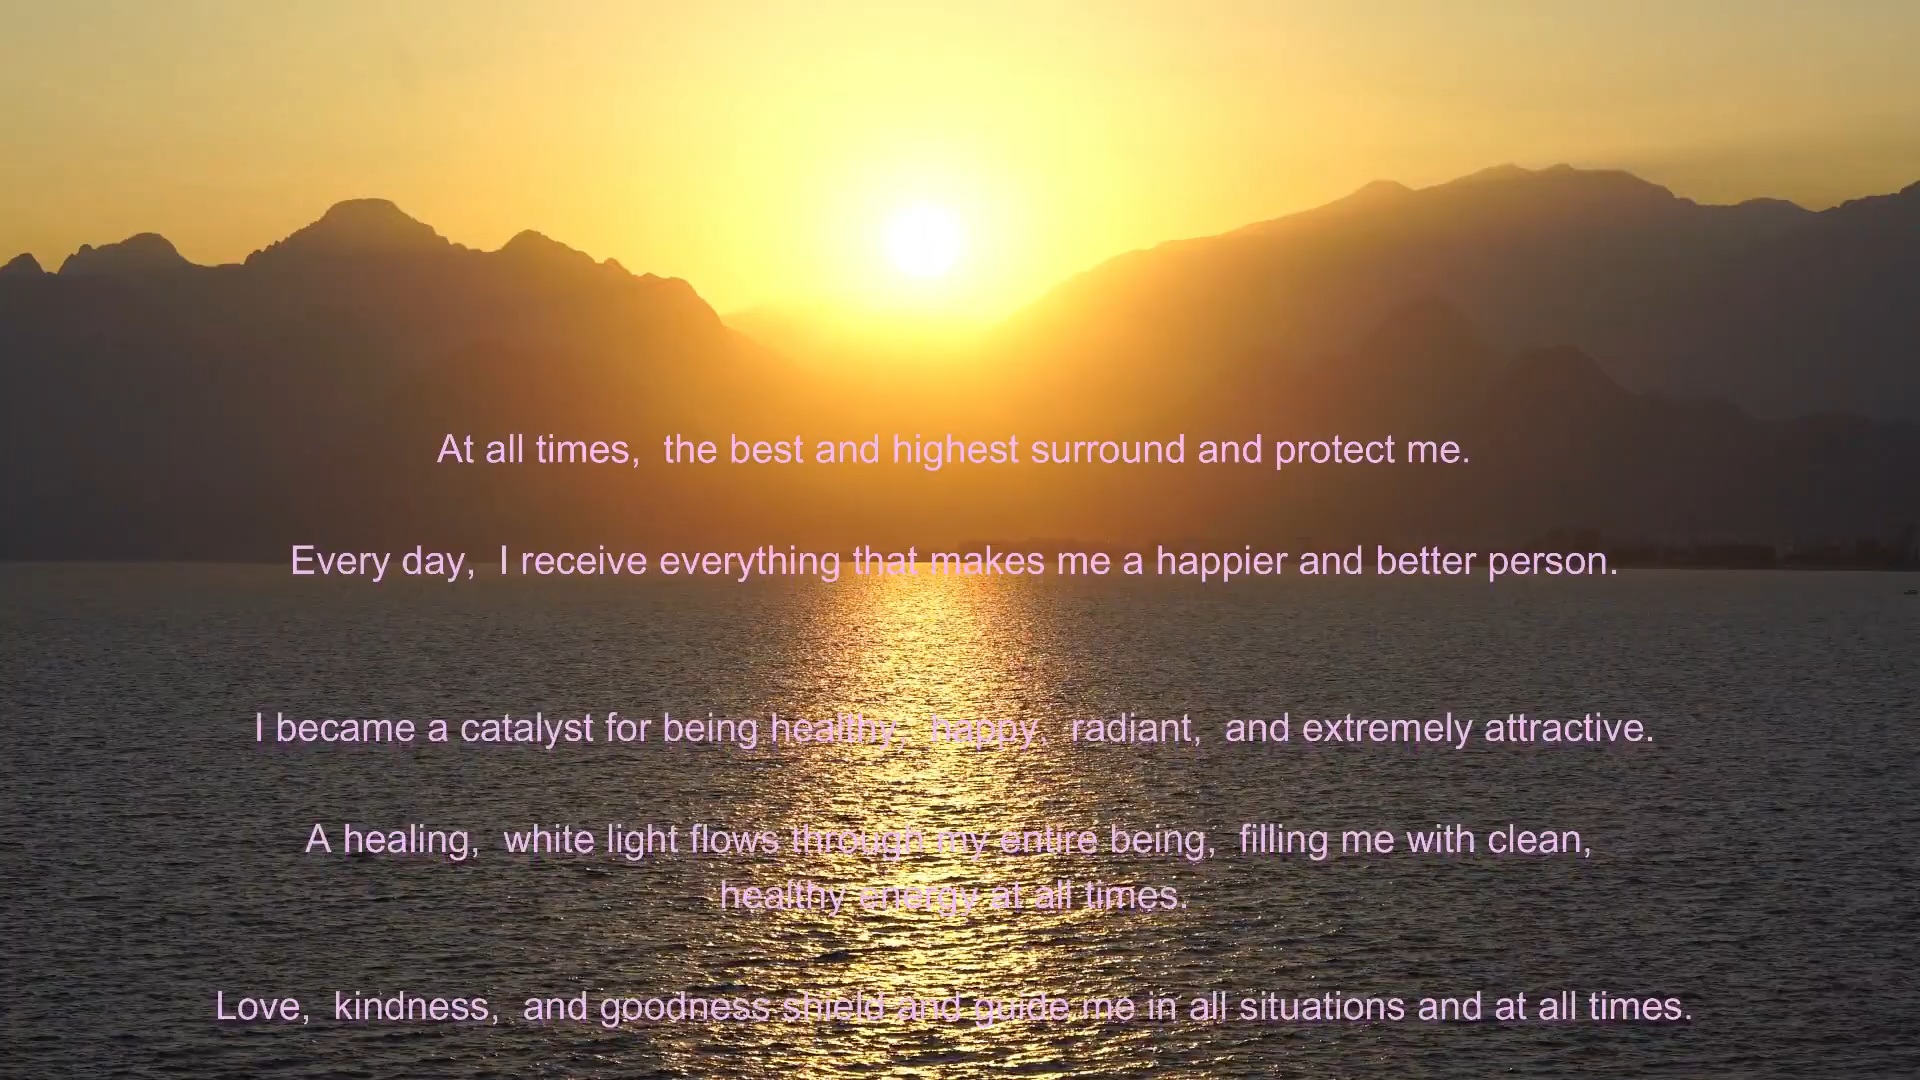 At all times,  the best and highest surround and protect me.
Every day,  I receive everything that makes me a happier and better person.
I became a catalyst for being healthy,  happy,  radiant,  and extremely attractive.
A healing,  white light flows through my entire being,  filling me with clean,
healthy energy at all times.
Love,  kindness,  and goodness shield and guide me in all situations and at all times.